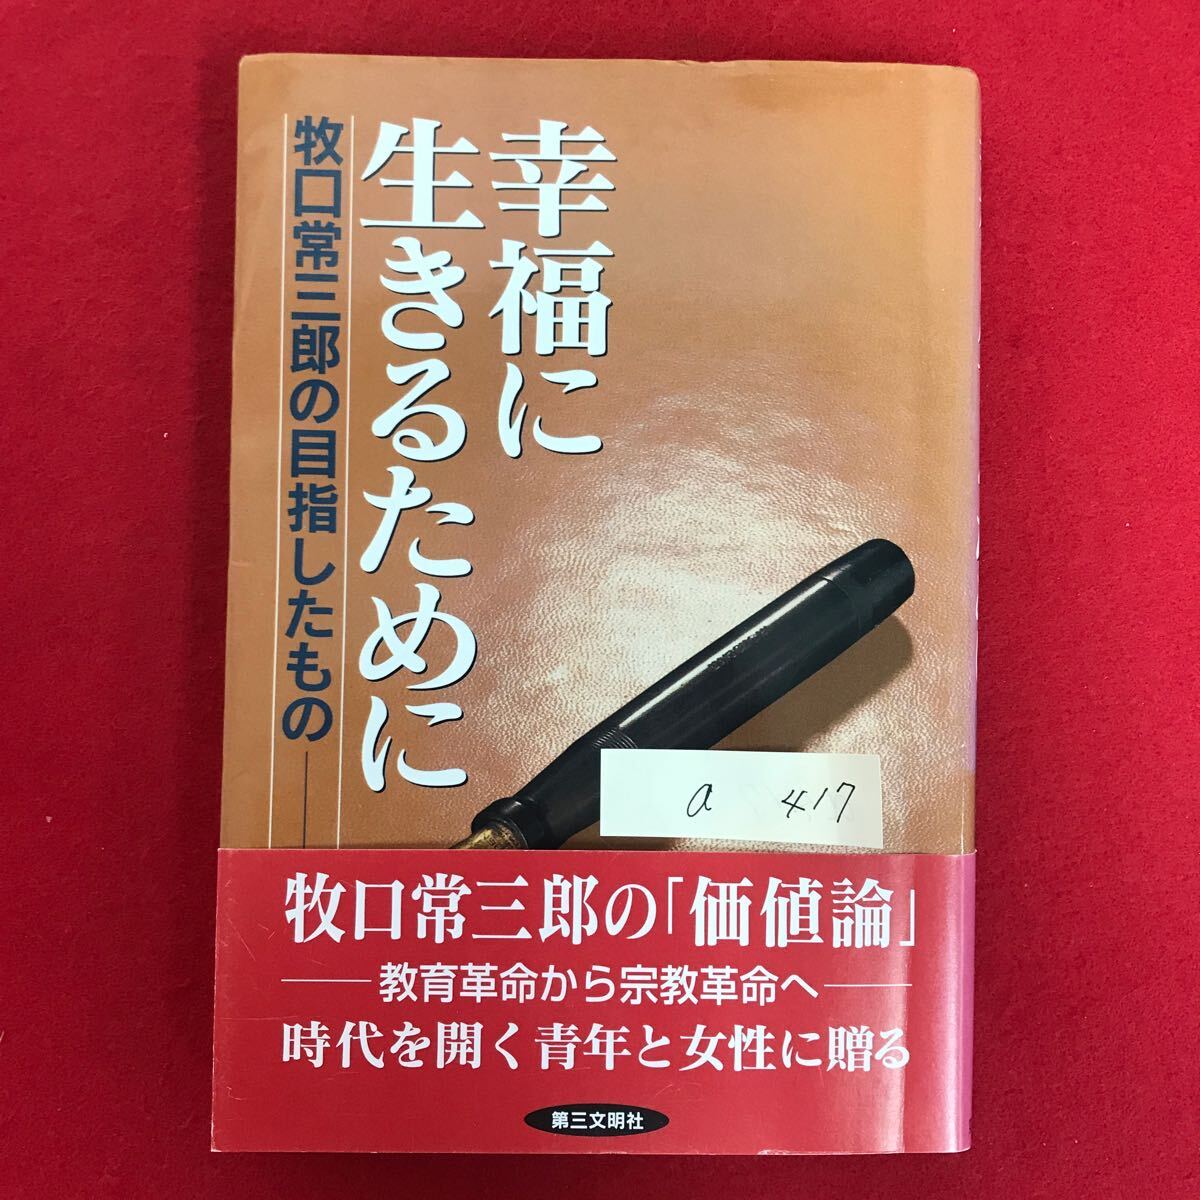 幸福に
生きるために
牧口常三郎の目指したもの──
a 417
牧口常三郎の「価値論」
──教育革命から宗教革命へ──
時代を開く青年と女性に贈る
第三文明社